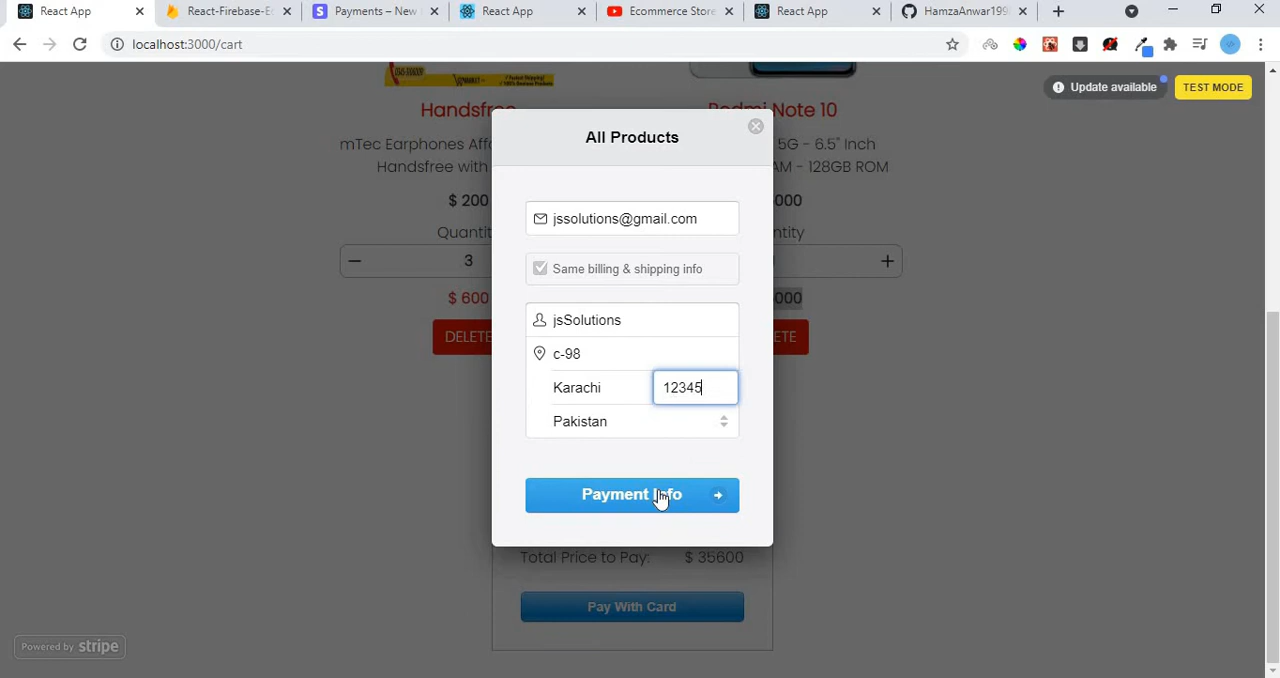 React App
React-Firebase-Ec
Payments – New
React App
Ecommerce Store
React App
HamzaAnwar199
localhost:3000/cart
Update available
TEST MODE
Handsfree
Redmi Note 10
mTec Earphones Affo
5G - 6.5" Inch
Handsfree with
AM - 128GB ROM
$ 200
000
Quantit
ntity
3
$ 600
000
DELETE
ETE
All Products
jssolutions@gmail.com
Same billing & shipping info
jsSolutions
c-98
Karachi
12345
Pakistan
Payment Info
Total Price to Pay: $ 35600
Pay With Card
Powered by stripe